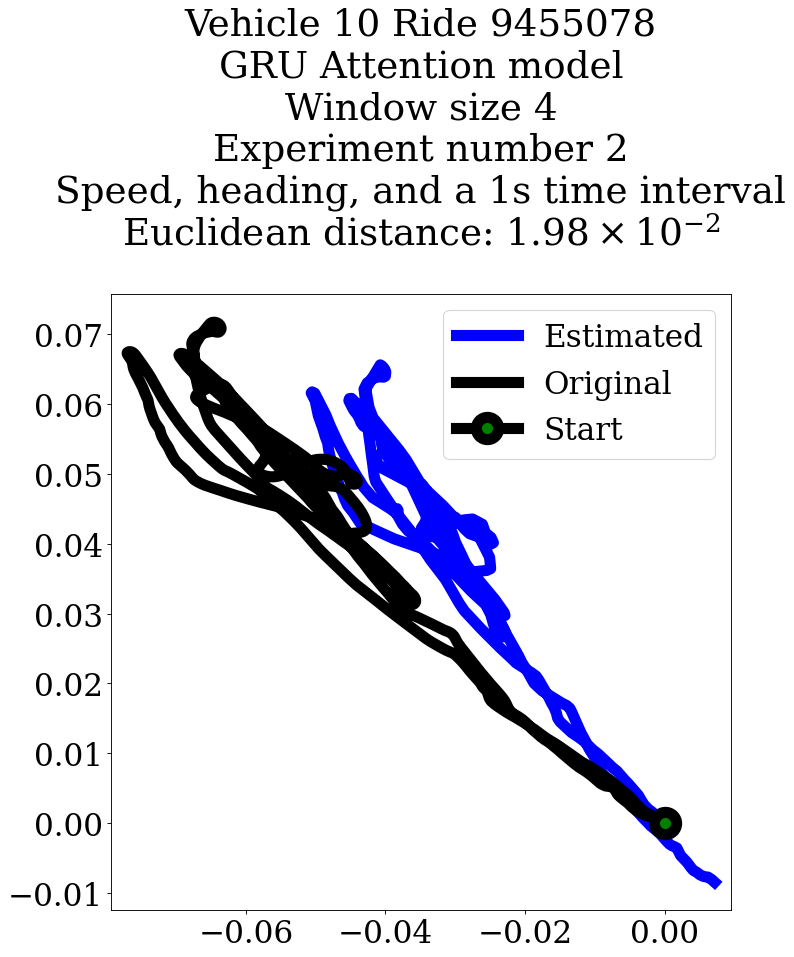 Vehicle 10 Ride 9455078
GRU Attention model
Window size 4
Experiment number 2
Speed, heading, and a 1s time interval
Euclidean distance: 1.98 × 10⁻²
Estimated
Original
Start
0.07
0.06
0.05
0.04
0.03
0.02
0.01
0.00
−0.01
−0.06
−0.04
−0.02
0.00